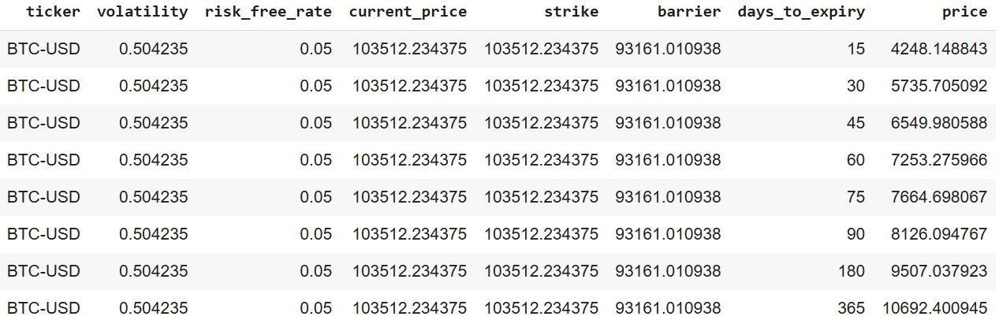 ticker volatility risk_free_rate current_price strike barrier days_to_expiry price
BTC-USD 0.504235 0.05 103512.234375 103512.234375 93161.010938 15 4248.148843
BTC-USD 0.504235 0.05 103512.234375 103512.234375 93161.010938 30 5735.705092
BTC-USD 0.504235 0.05 103512.234375 103512.234375 93161.010938 45 6549.980588
BTC-USD 0.504235 0.05 103512.234375 103512.234375 93161.010938 60 7253.275966
BTC-USD 0.504235 0.05 103512.234375 103512.234375 93161.010938 75 7664.698067
BTC-USD 0.504235 0.05 103512.234375 103512.234375 93161.010938 90 8126.094767
BTC-USD 0.504235 0.05 103512.234375 103512.234375 93161.010938 180 9507.037923
BTC-USD 0.504235 0.05 103512.234375 103512.234375 93161.010938 365 10692.400945